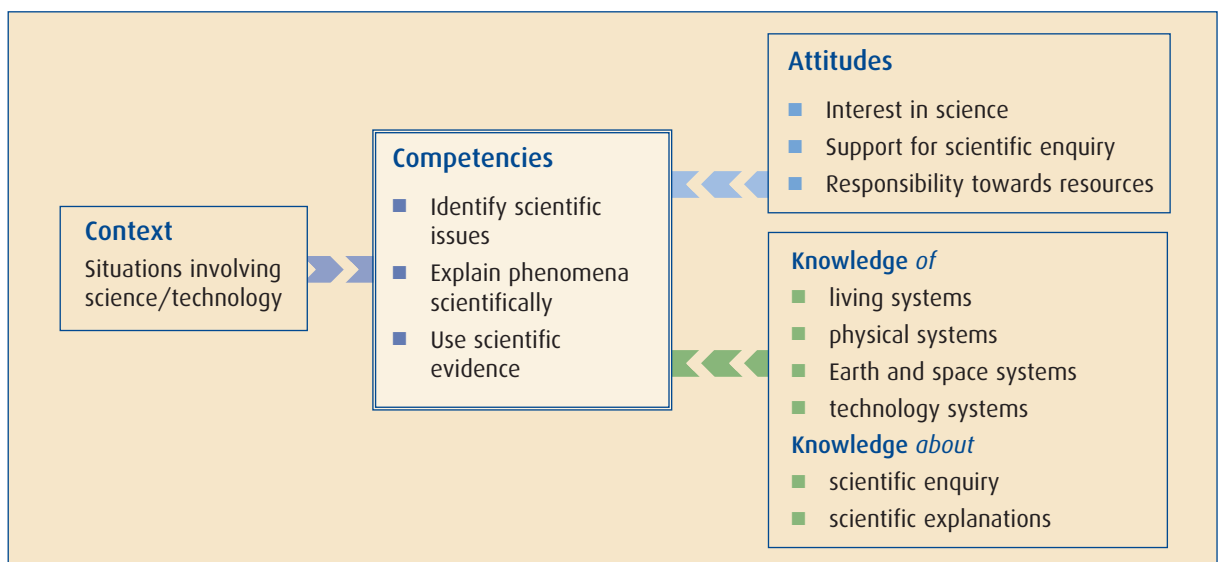 Context
Situations involving
science/technology
Competencies
Identify scientific
issues
Explain phenomena
scientifically
Use scientific
evidence
Attitudes
Interest in science
Support for scientific enquiry
Responsibility towards resources
Knowledge of
living systems
physical systems
Earth and space systems
technology systems
Knowledge about
scientific enquiry
scientific explanations